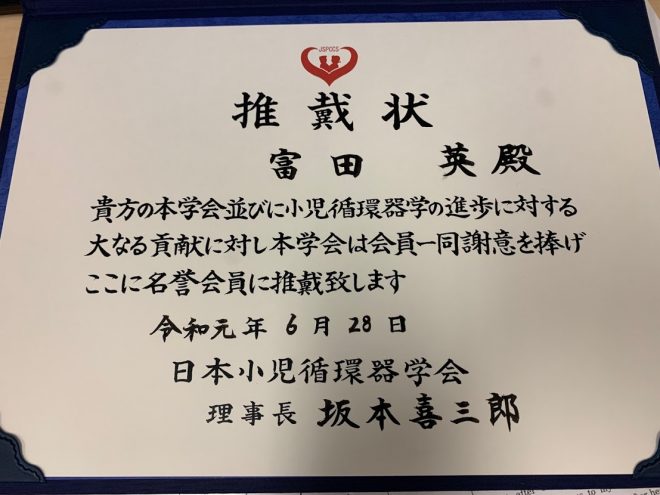 JSPCCS
推戴状
富田 英殿
貴方の本学会並びに小児循環器学の進歩に対する
大なる貢献に対し本学会は会員一同謝意を捧げ
ここに名誉会員に推戴致します
令和元年 6月28日
日本小児循環器学会
理事長 坂本喜三郎